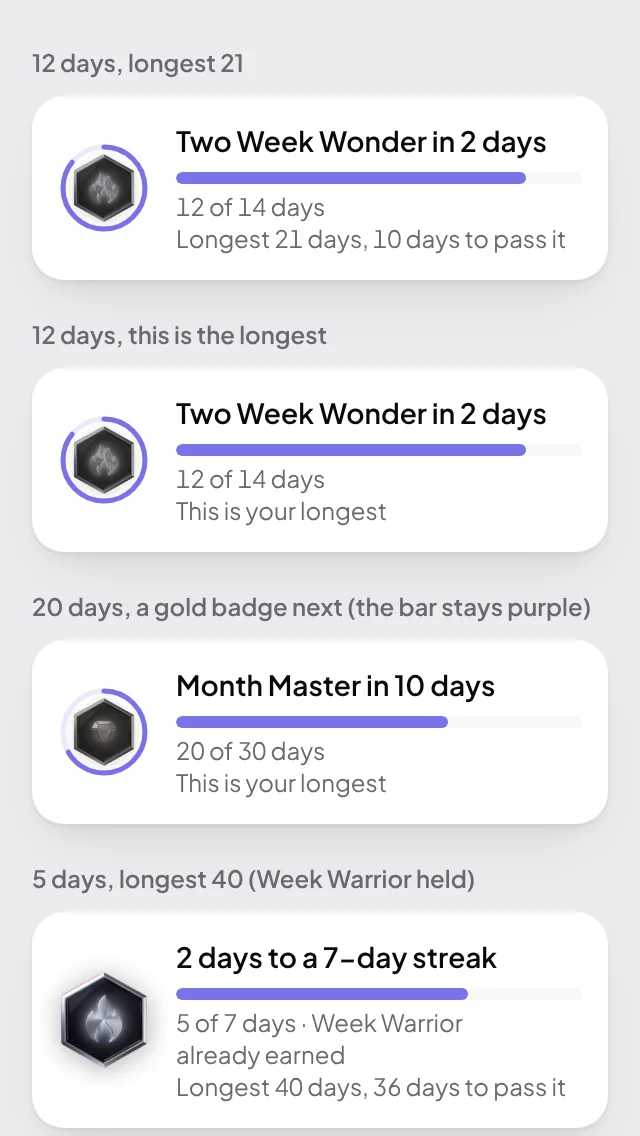 12 days, longest 21
Two Week Wonder in 2 days
12 of 14 days
Longest 21 days, 10 days to pass it
12 days, this is the longest
Two Week Wonder in 2 days
12 of 14 days
This is your longest
20 days, a gold badge next (the bar stays purple)
Month Master in 10 days
20 of 30 days
This is your longest
5 days, longest 40 (Week Warrior held)
2 days to a 7–day streak
5 of 7 days · Week Warrior
already earned
Longest 40 days, 36 days to pass it